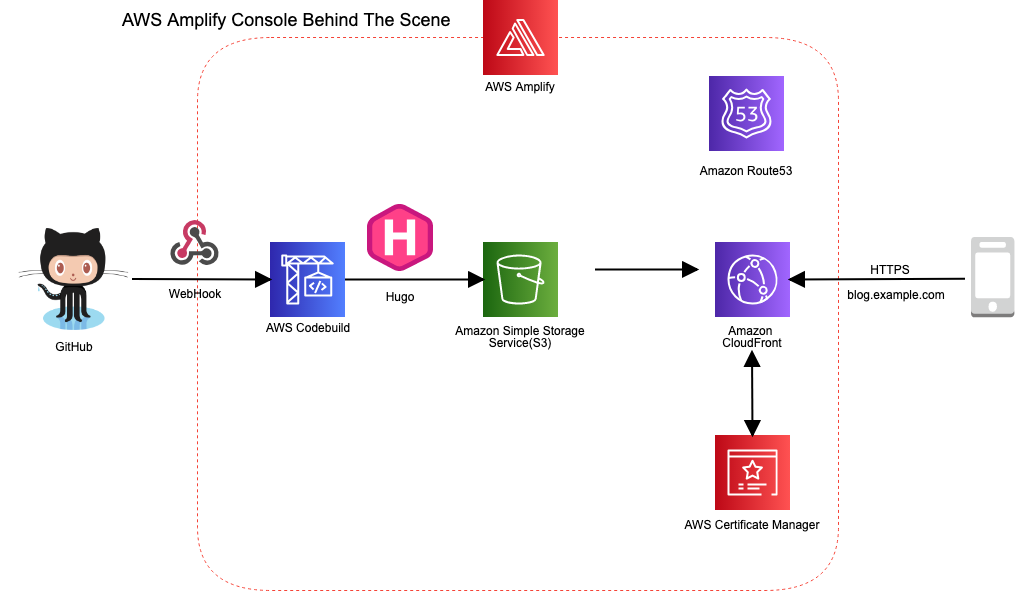 AWS Amplify Console Behind The Scene
AWS Amplify
53
Amazon Route53
WebHook
AWS Codebuild
</>
H
Hugo
Amazon Simple Storage
Service(S3)
Amazon
CloudFront
HTTPS
blog.example.com
GitHub
AWS Certificate Manager